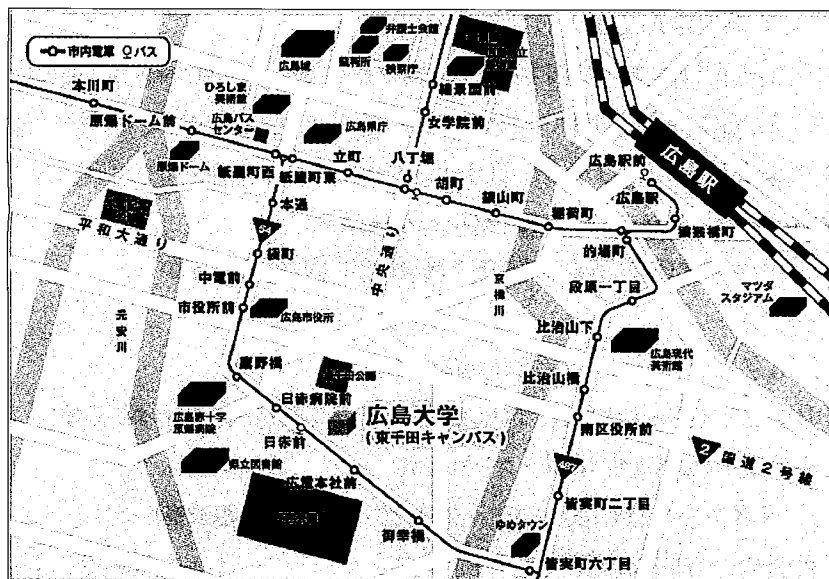 市内電車 バス
本川町
原爆ドーム前
ひろしま
美術館
広島バス
センター
広島城
弁護士会館
裁判所
検察庁
縮景園前
女学院前
広島県庁
原爆ドーム
紙屋町西
紙屋町東
立町
八丁堀
胡町
銀山町
稲荷町
的場町
猿猴橋町
広島駅
広島駅前
広島駅
本通
54
袋町
中電前
市役所前
広島市役所
平和大通り
元安川
中央通り
京橋川
段原一丁目
比治山下
広島現代
美術館
マツダ
スタジアム
比治山橋
南区役所前
2
国道2号線
487
皆実町二丁目
皆実町六丁目
ゆめタウン
鷹野橋
広島赤十字
原爆病院
日赤病院前
日赤前
広島大学
(東千田キャンパス)
県立図書館
広電本社前
御幸橋